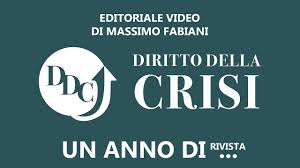 EDITORIALE VIDEO
DI MASSIMO FABIANI
DDC
DIRITTO DELLA
CRISI
UN ANNO DI RIVISTA ...